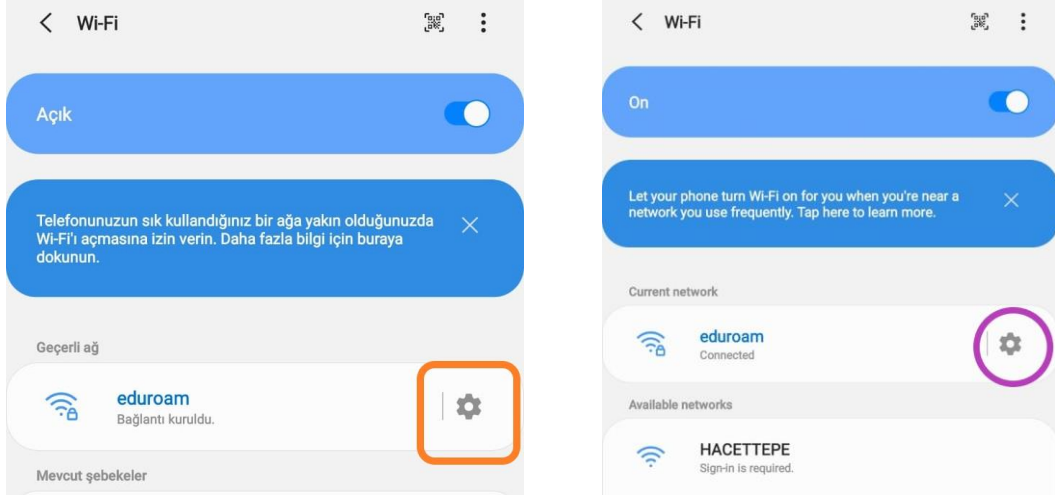 Wi-Fi
Açık
Telefonunuzun sık kullandığınız bir ağa yakın olduğunuzda
Wi-Fi'ı açmasına izin verin. Daha fazla bilgi için buraya
dokunun.
Geçerli ağ
eduroam
Bağlantı kuruldu.
Mevcut şebekeler
Wi-Fi
On
Let your phone turn Wi-Fi on for you when you're near a
network you use frequently. Tap here to learn more.
Current network
eduroam
Connected
Available networks
HACETTEPE
Sign-in is required.